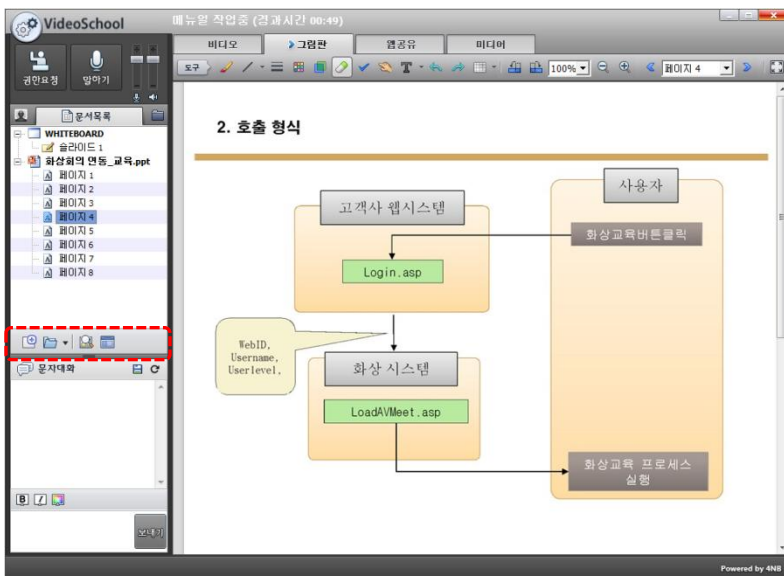 VideoSchool
메뉴얼 작업중 (경과시간 00:49)
비디오
그림판
웹공유
미디어
권한요청
말하기
도구
T
100%
페이지 4
문서목록
WHITEBOARD
슬라이드 1
화상회의 연동_교육.ppt
페이지 1
페이지 2
페이지 3
페이지 4
페이지 5
페이지 6
페이지 7
페이지 8
문자대화
B
I
보내기
2. 호출 형식
고객사 웹시스템
사용자
화상교육버튼클릭
Login.asp
WebID,
Username,
Userlevel,
화상 시스템
LoadAVMeet.asp
화상교육 프로세스
실행
Powered by 4NB